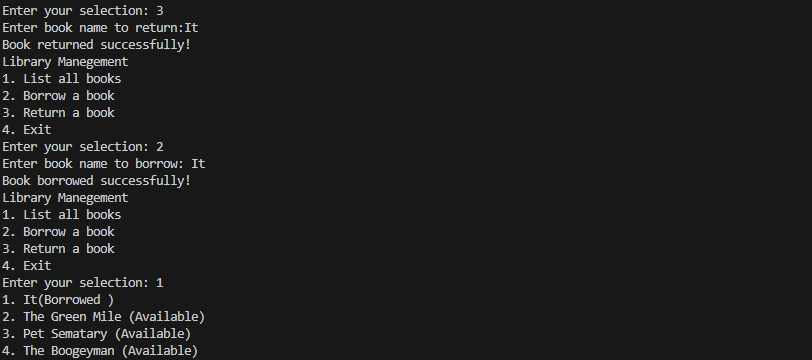 Enter your selection: 3
Enter book name to return:It
Book returned successfully!
Library Manegement
1. List all books
2. Borrow a book
3. Return a book
4. Exit
Enter your selection: 2
Enter book name to borrow: It
Book borrowed successfully!
Library Manegement
1. List all books
2. Borrow a book
3. Return a book
4. Exit
Enter your selection: 1
1. It(Borrowed )
2. The Green Mile (Available)
3. Pet Sematary (Available)
4. The Boogeyman (Available)